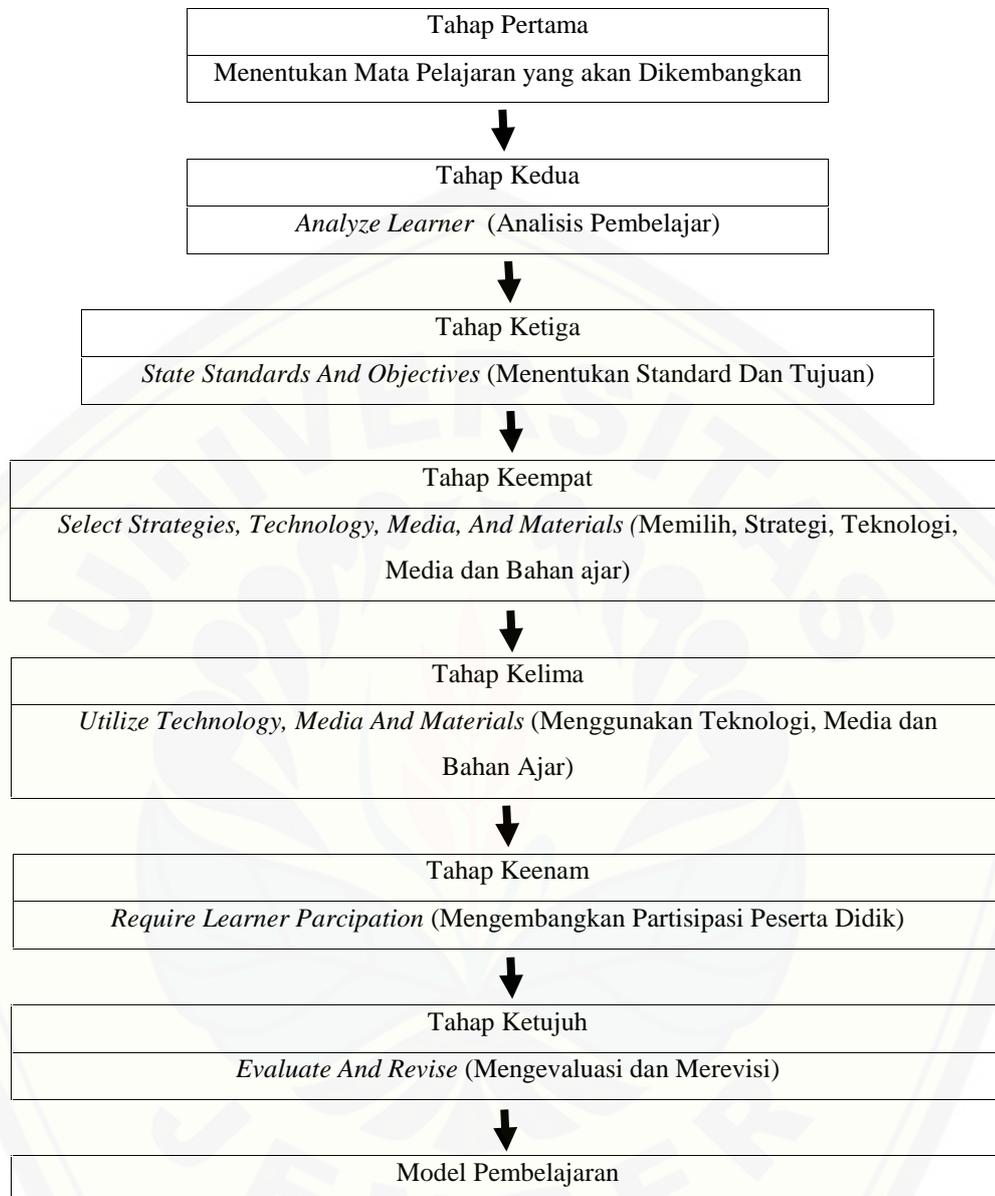 Tahap Pertama
Menentukan Mata Pelajaran yang akan Dikembangkan
Tahap Kedua
Analyze Learner (Analisis Pembelajar)
Tahap Ketiga
State Standards And Objectives (Menentukan Standard Dan Tujuan)
Tahap Keempat
Select Strategies, Technology, Media, And Materials (Memilih, Strategi, Teknologi,
Media dan Bahan ajar)
Tahap Kelima
Utilize Technology, Media And Materials (Menggunakan Teknologi, Media dan
Bahan Ajar)
Tahap Keenam
Require Learner Parcipation (Mengembangkan Partisipasi Peserta Didik)
Tahap Ketujuh
Evaluate And Revise (Mengevaluasi dan Merevisi)
Model Pembelajaran
UNIVERSITAS
JEMBER